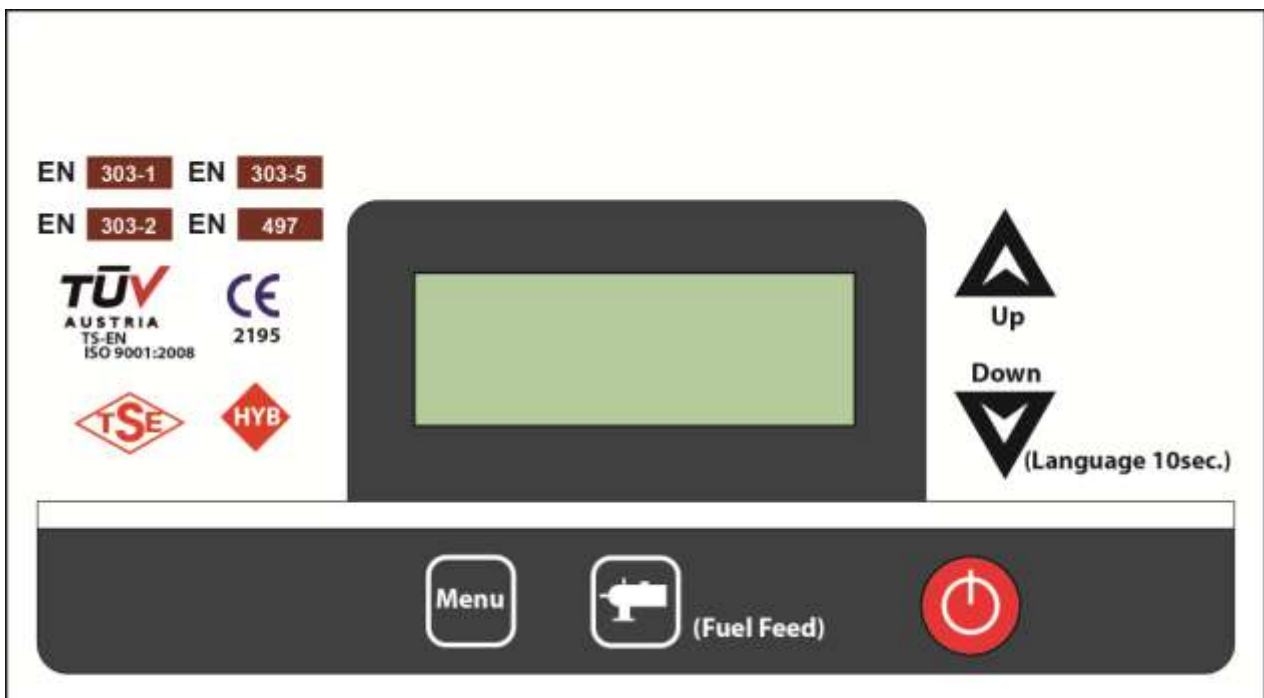 EN 303-1 EN 303-5
EN 303-2 EN 497
TÜV
AUSTRIA
TS-EN
ISO 9001:2008
CE
2195
TSE
HYB
Up
Down
(Language 10sec.)
Menu
(Fuel Feed)